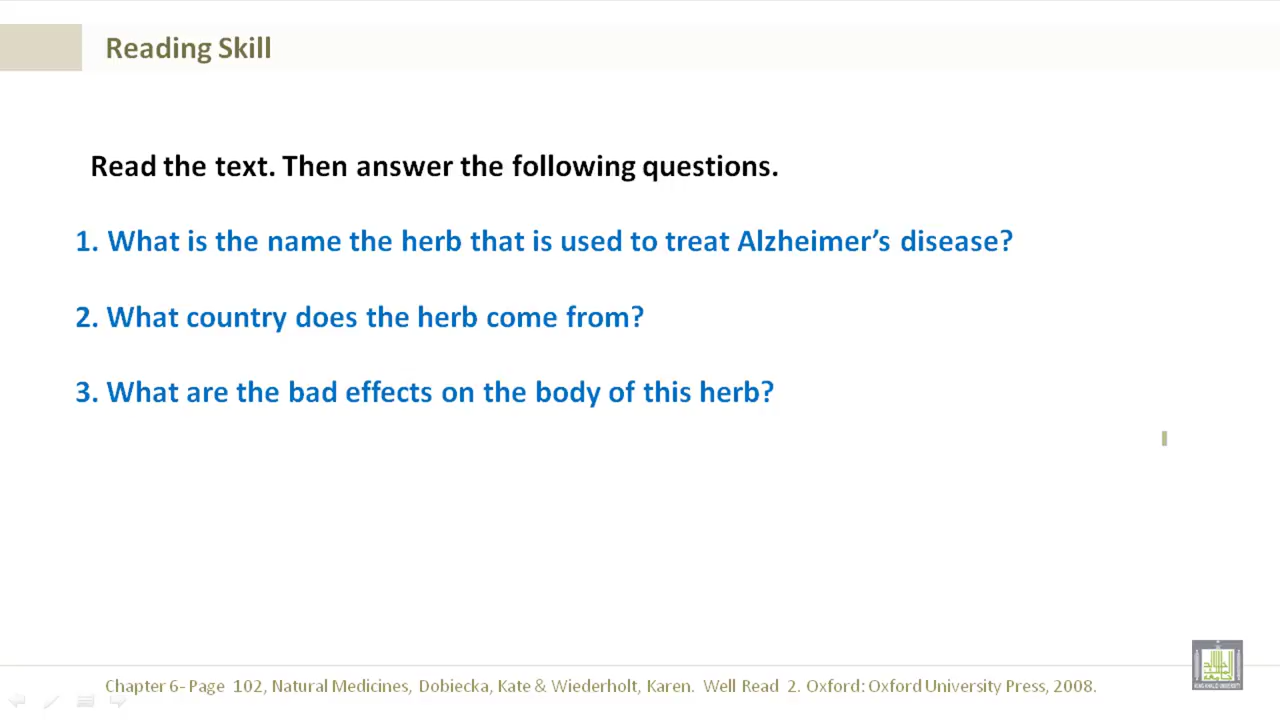 Reading Skill
Read the text. Then answer the following questions.
1. What is the name the herb that is used to treat Alzheimer’s disease?
2. What country does the herb come from?
3. What are the bad effects on the body of this herb?
Chapter 6- Page 102, Natural Medicines, Dobiecka, Kate & Wiederholt, Karen. Well Read 2. Oxford: Oxford University Press, 2008.
KING KHALID UNIVERSITY